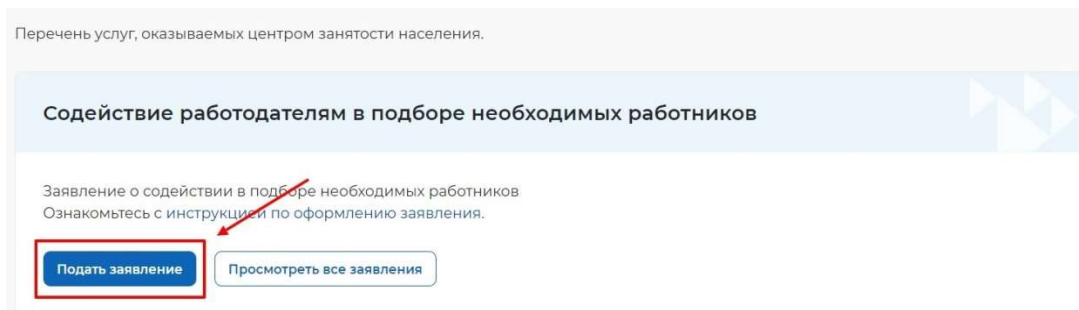 Перечень услуг, оказываемых центром занятости населения.
Содействие работодателям в подборе необходимых работников
Заявление о содействии в подборе необходимых работников
Ознакомьтесь с инструкцией по оформлению заявления.
Подать заявление
Просмотреть все заявления